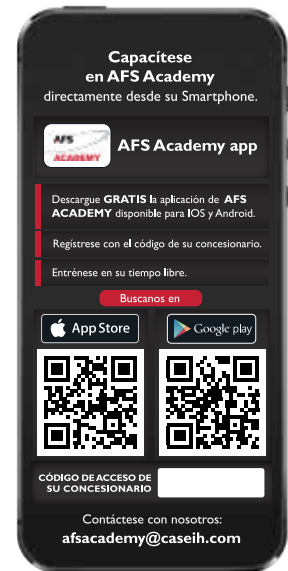 Capacítese
en AFS Academy
directamente desde su Smartphone.
AFS
ACADEMY
AFS Academy app
Descargue GRATIS la aplicación de AFS
ACADEMY disponible para IOS y Android.
Regístrese con el código de su concesionario.
Entrénese en su tiempo libre.
Buscanos en
App Store
Google play
CÓDIGO DE ACCESO DE
SU CONCESIONARIO
Contáctese con nosotros:
afsacademy@caseih.com